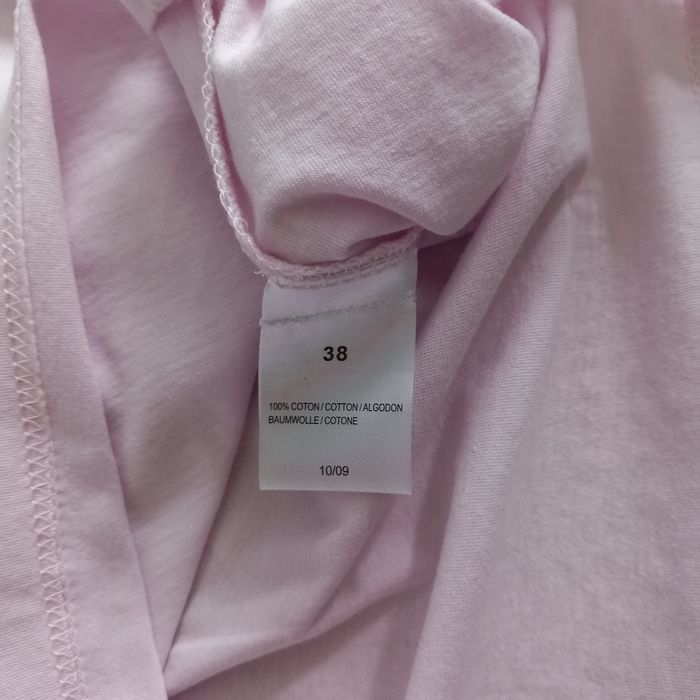 38
100% COTON / COTTON / ALGODON
BAUMWOLLE / COTONE
10/09